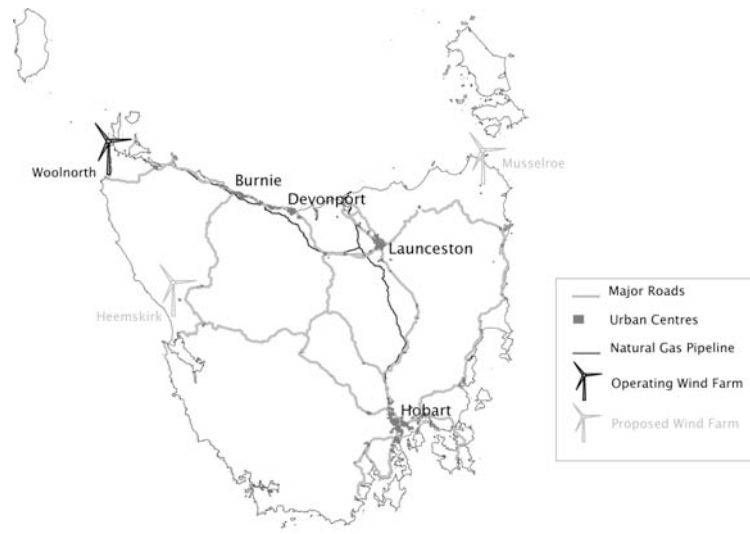 Woolnorth
Musselroe
Burnie
Devonport
Launceston
Heemskirk
Hobart
Major Roads
Urban Centres
Natural Gas Pipeline
Operating Wind Farm
Proposed Wind Farm